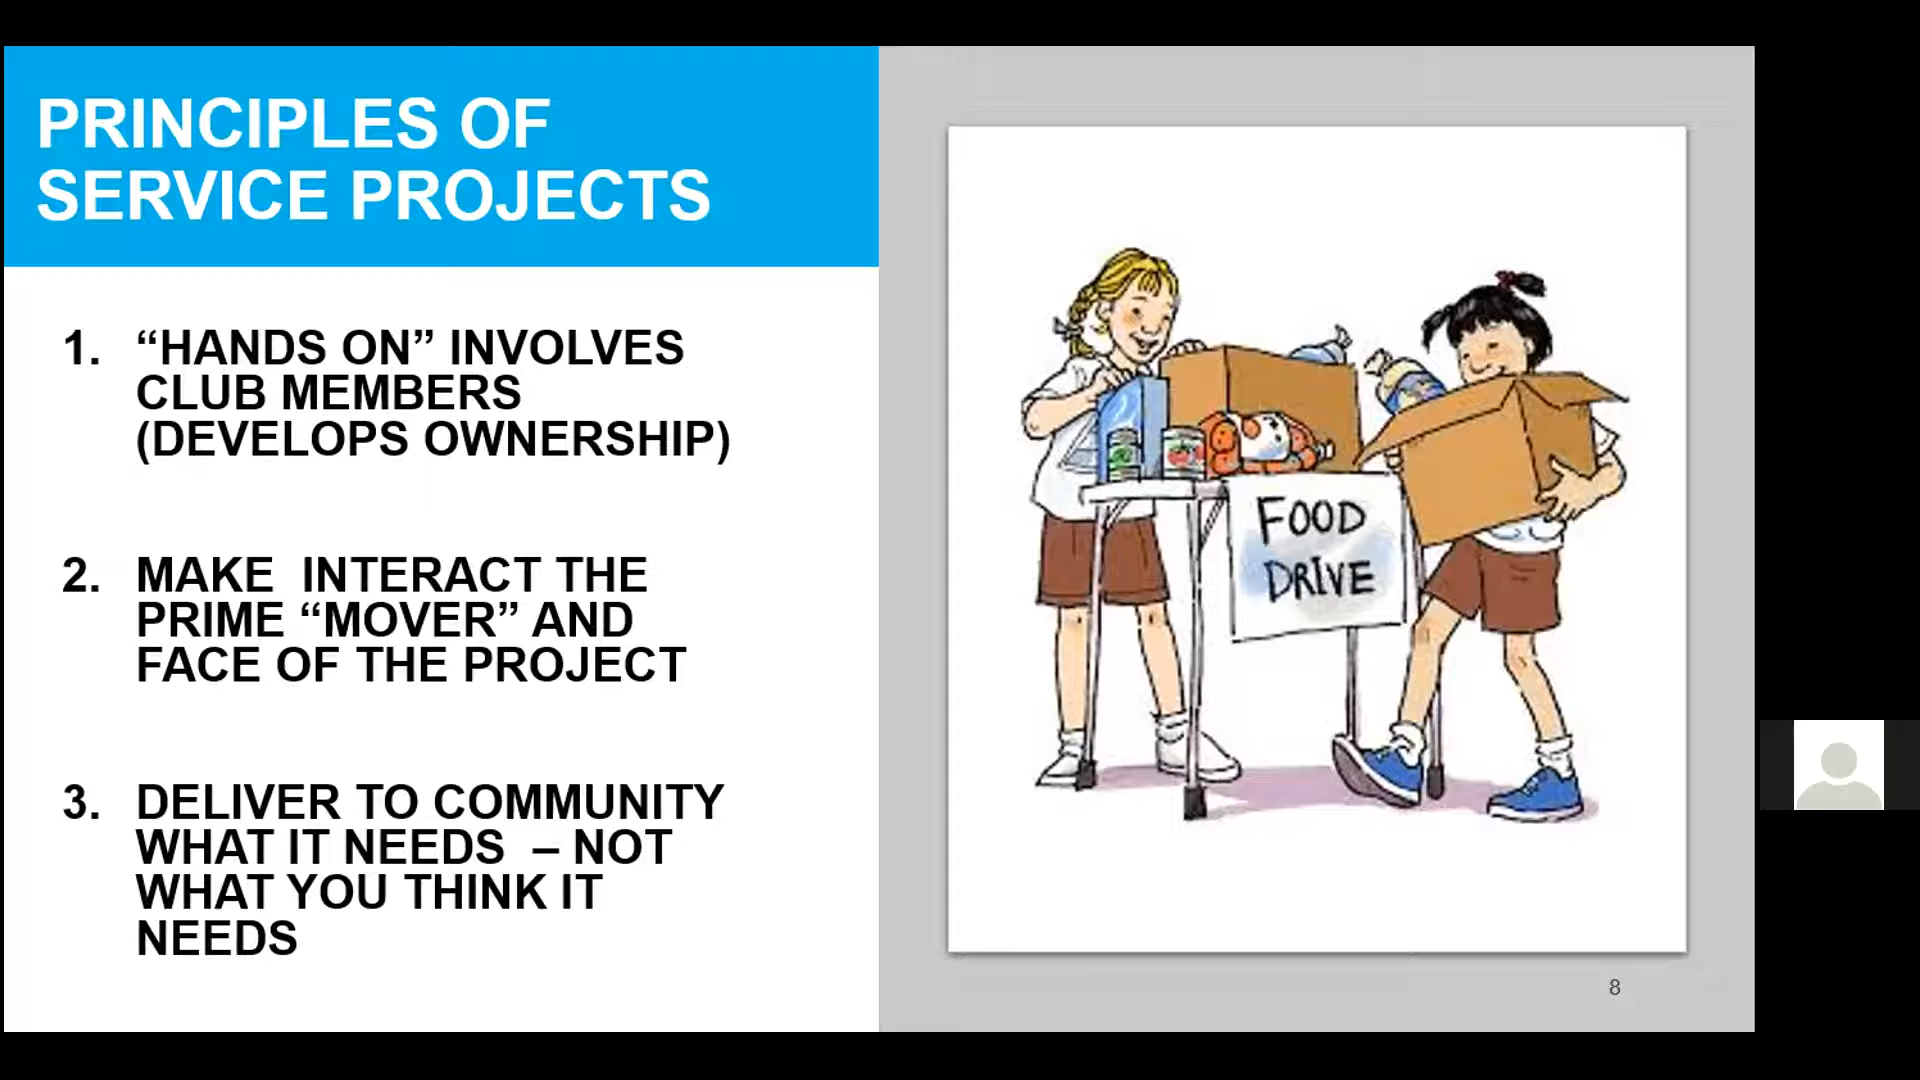 PRINCIPLES OF
SERVICE PROJECTS
1. “HANDS ON” INVOLVES
CLUB MEMBERS
(DEVELOPS OWNERSHIP)
2. MAKE  INTERACT THE
PRIME “MOVER” AND
FACE OF THE PROJECT
3. DELIVER TO COMMUNITY
WHAT IT NEEDS  – NOT
WHAT YOU THINK IT
NEEDS
FOOD
DRIVE
8